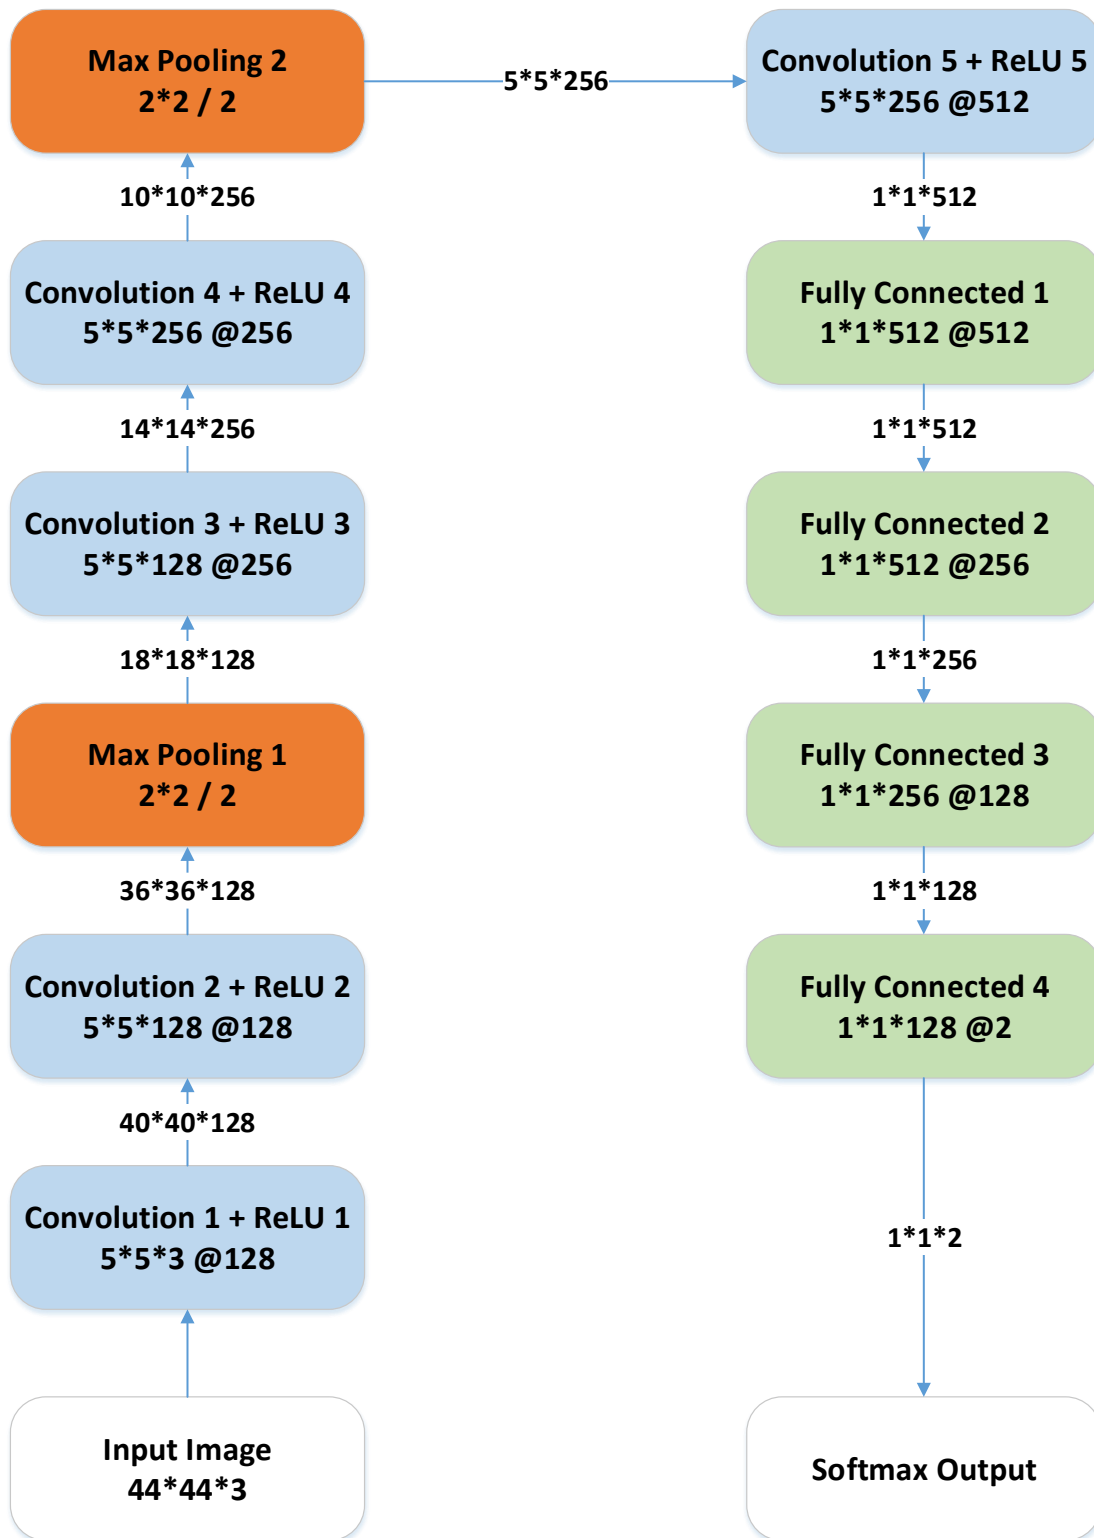 Max Pooling 2
2*2 / 2
5*5*256
Convolution 5 + ReLU 5
5*5*256 @512
10*10*256
1*1*512
Convolution 4 + ReLU 4
5*5*256 @256
Fully Connected 1
1*1*512 @512
14*14*256
1*1*512
Convolution 3 + ReLU 3
5*5*128 @256
Fully Connected 2
1*1*512 @256
18*18*128
1*1*256
Max Pooling 1
2*2 / 2
Fully Connected 3
1*1*256 @128
36*36*128
1*1*128
Convolution 2 + ReLU 2
5*5*128 @128
Fully Connected 4
1*1*128 @2
40*40*128
Convolution 1 + ReLU 1
5*5*3 @128
1*1*2
Input Image
44*44*3
Softmax Output